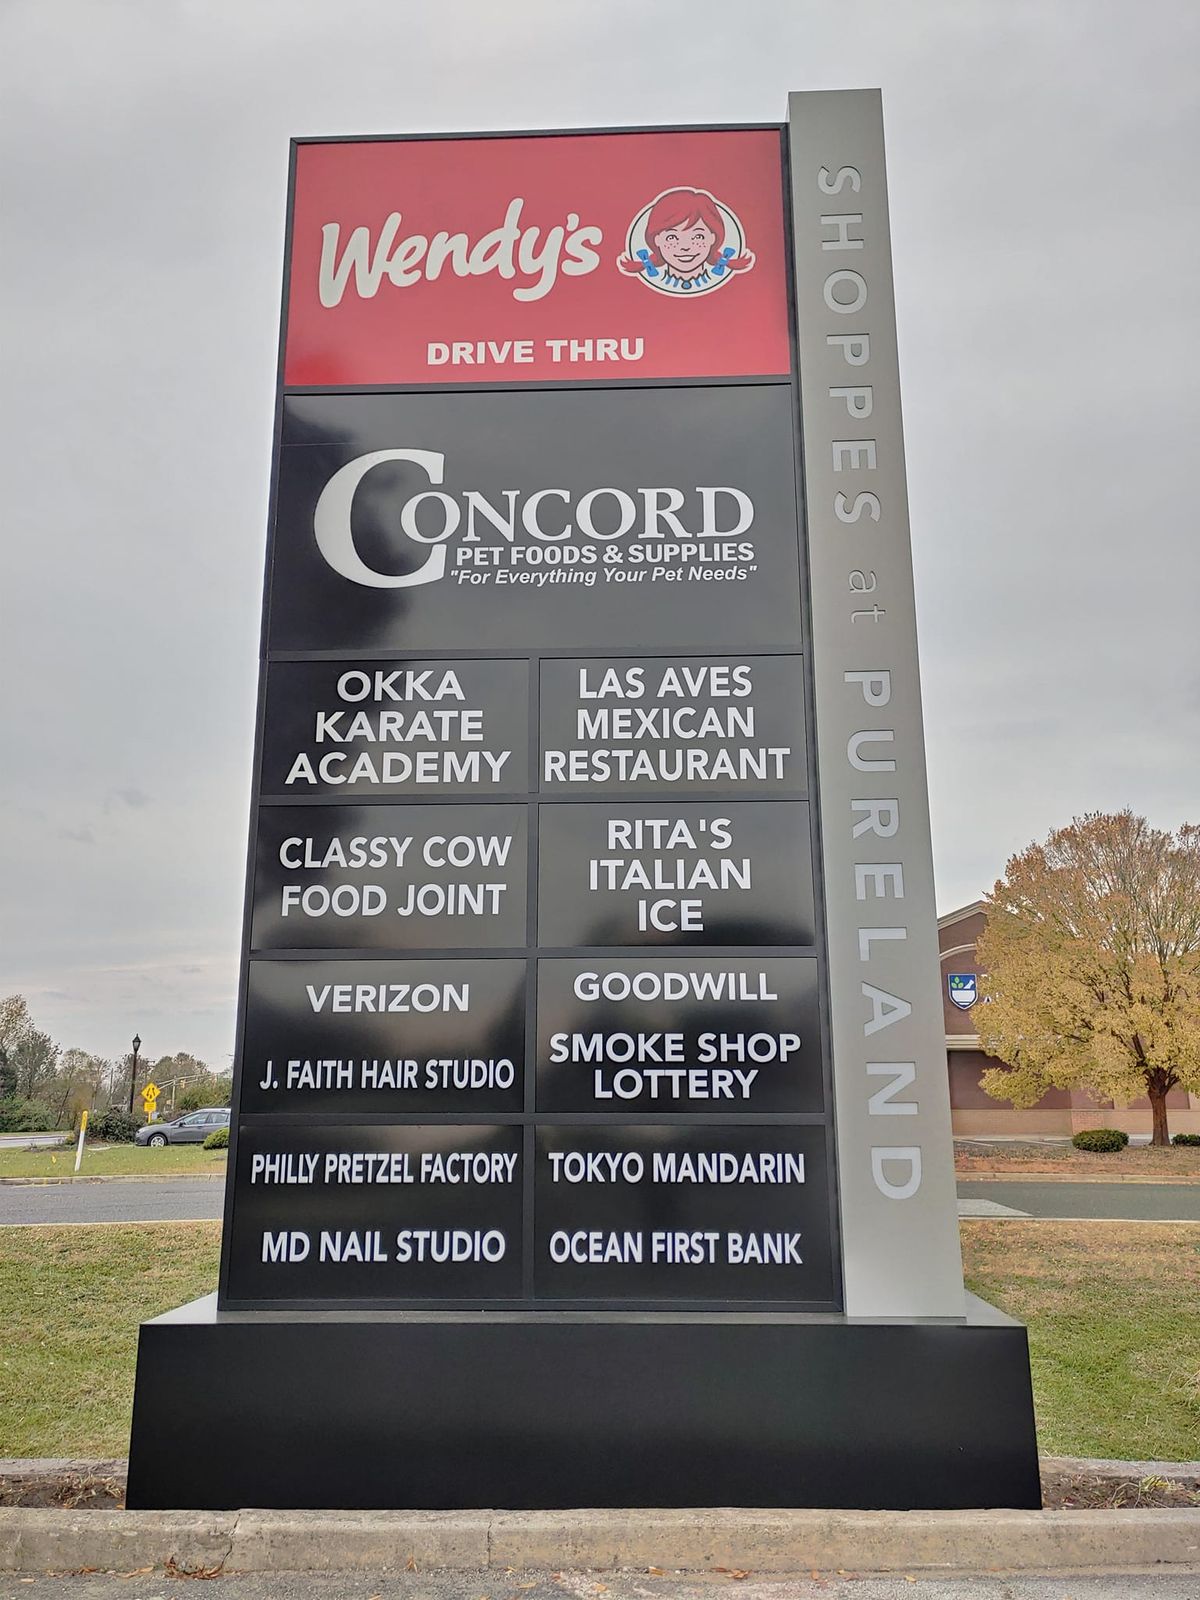 Wendy's
DRIVE THRU
CONCORD
PET FOODS & SUPPLIES
"For Everything Your Pet Needs"
OKKA
KARATE
ACADEMY
LAS AVES
MEXICAN
RESTAURANT
CLASSY COW
FOOD JOINT
RITA'S
ITALIAN
ICE
VERIZON
J. FAITH HAIR STUDIO
GOODWILL
SMOKE SHOP
LOTTERY
PHILLY PRETZEL FACTORY
MD NAIL STUDIO
TOKYO MANDARIN
OCEAN FIRST BANK
SHOPPES at PURELAND